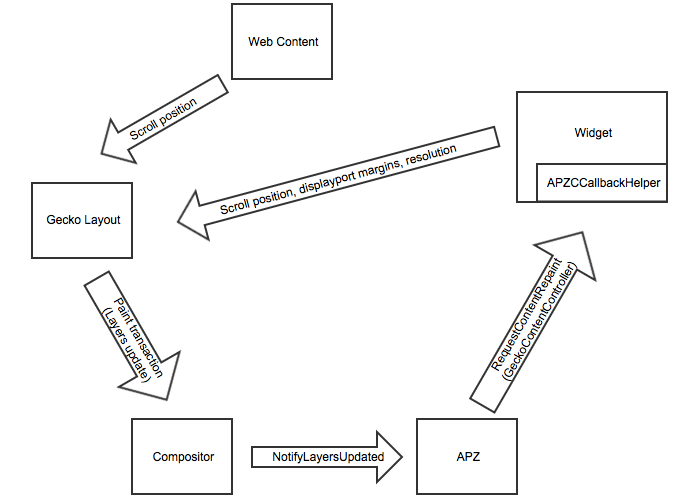 Web Content
Scroll position
Widget
APZCCallbackHelper
Scroll position, displayport margins, resolution
Gecko Layout
Paint transaction
(Layers update)
RequestContentRepaint
(GeckoContentController)
Compositor
NotifyLayersUpdated
APZ